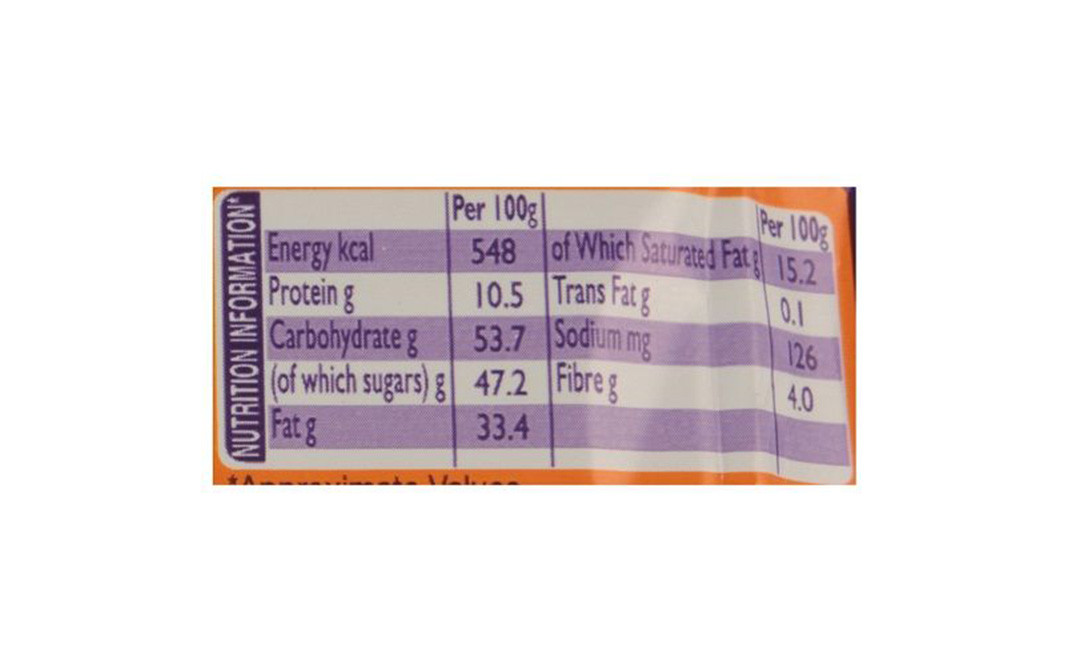 NUTRITION INFORMATION*
Per 100g
Energy kcal 548
Protein g 10.5
Carbohydrate g 53.7
(of which sugars) g 47.2
Fat g 33.4
Per 100g
of Which Saturated Fat g 15.2
Trans Fat g 0.1
Sodium mg 126
Fibre g 4.0
*Approximate Values